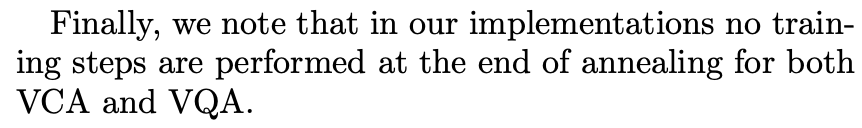 Finally, we note that in our implementations no train-
ing steps are performed at the end of annealing for both
VCA and VQA.